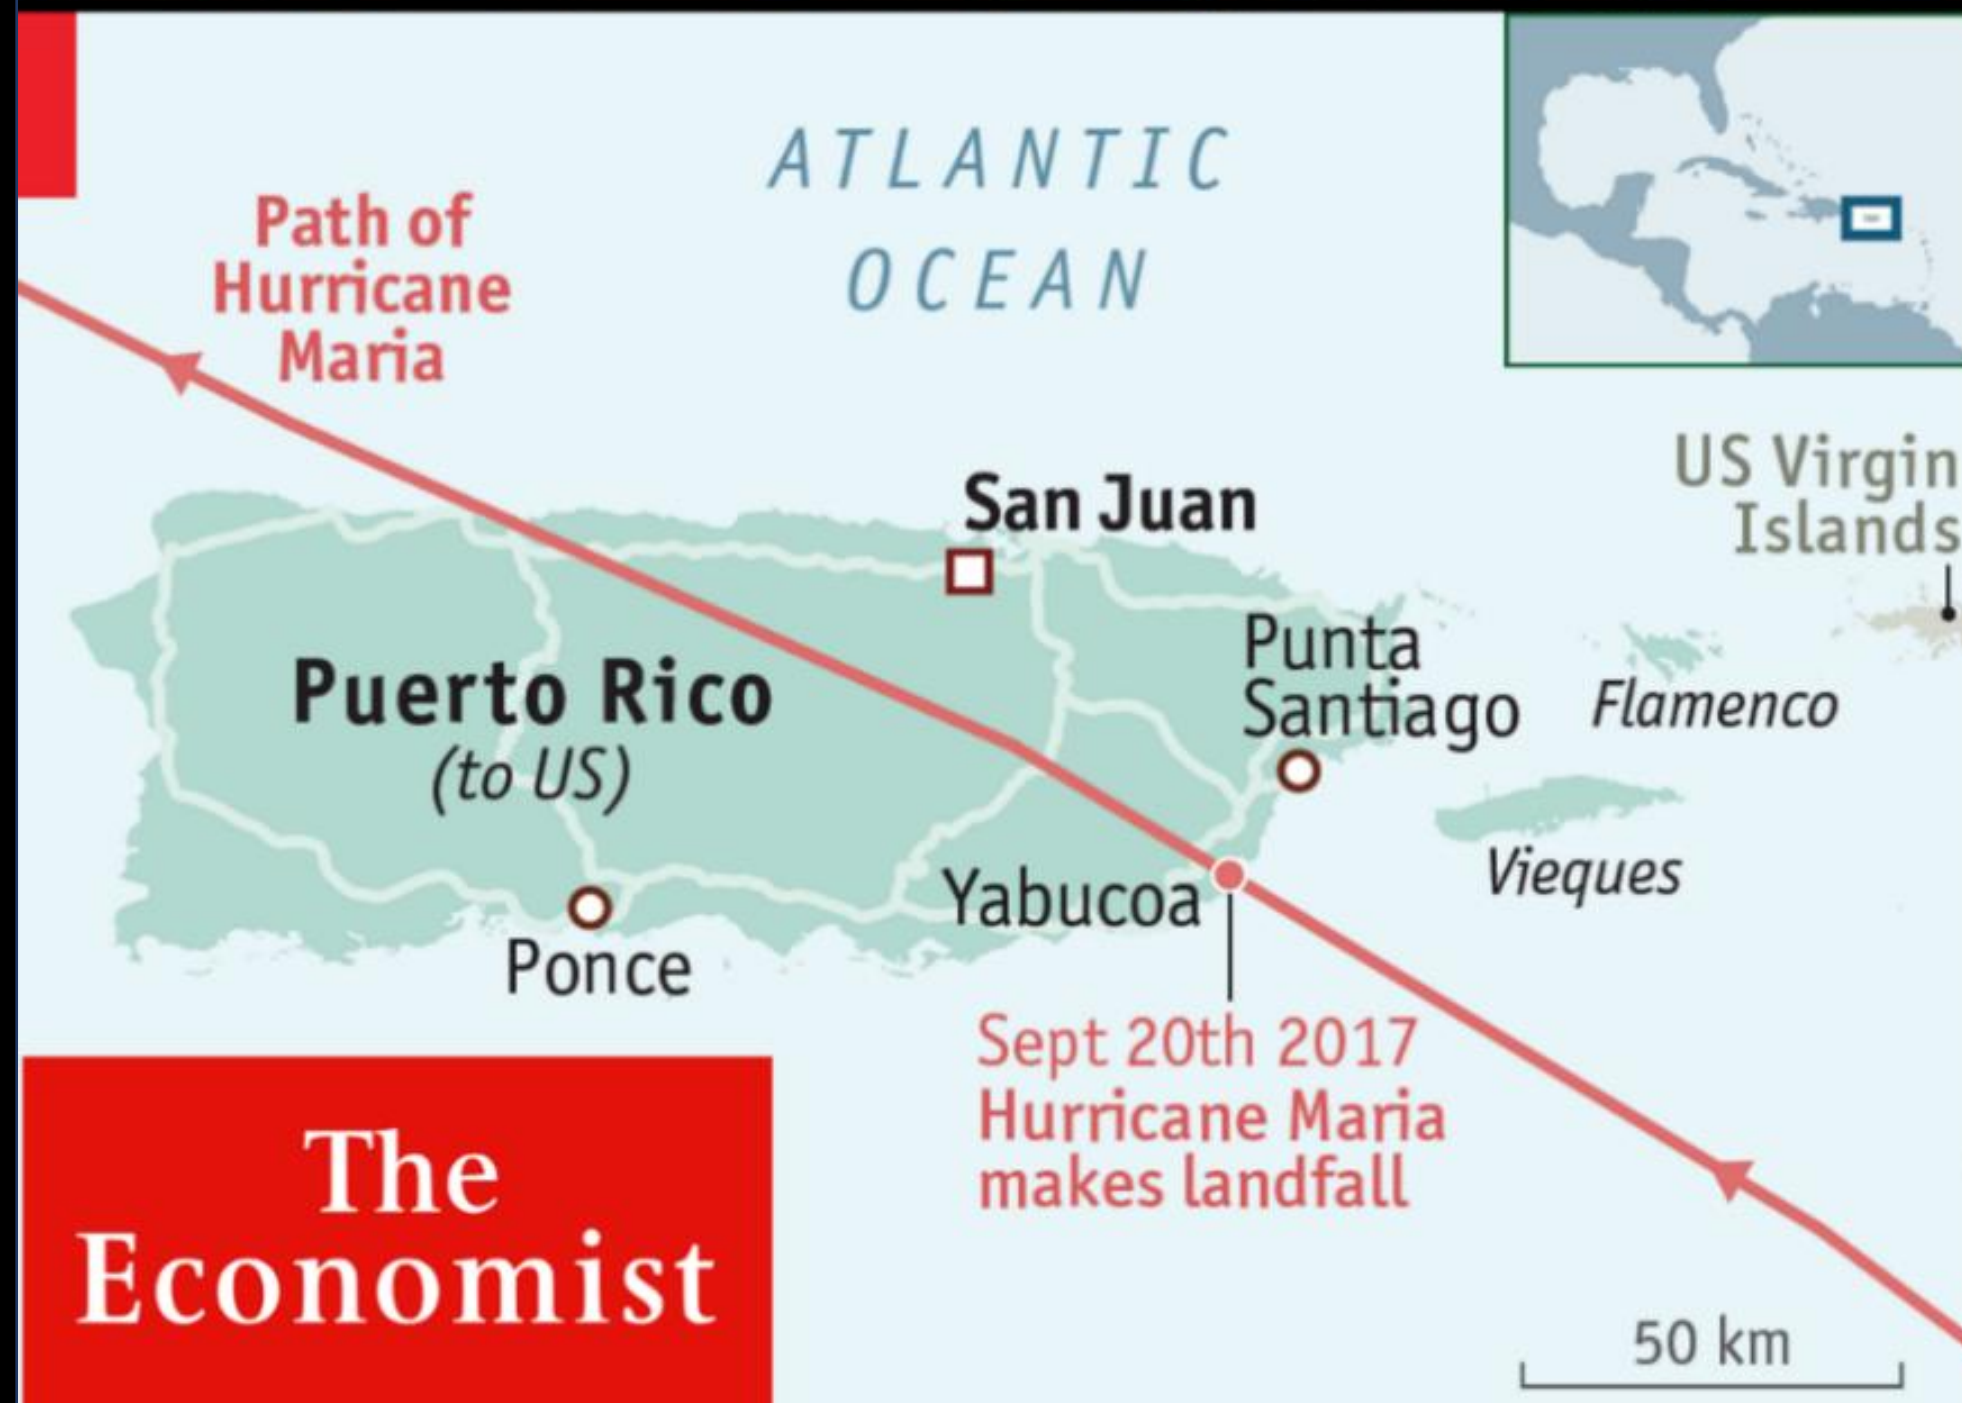 ATLANTIC
OCEAN
Path of
Hurricane
Maria
US Virgin
Islands
San Juan
Punta
Santiago
Flamenco
Puerto Rico
(to US)
Vieques
Yabucoa
Ponce
Sept 20th 2017
Hurricane Maria
makes landfall
The
Economist
50 km